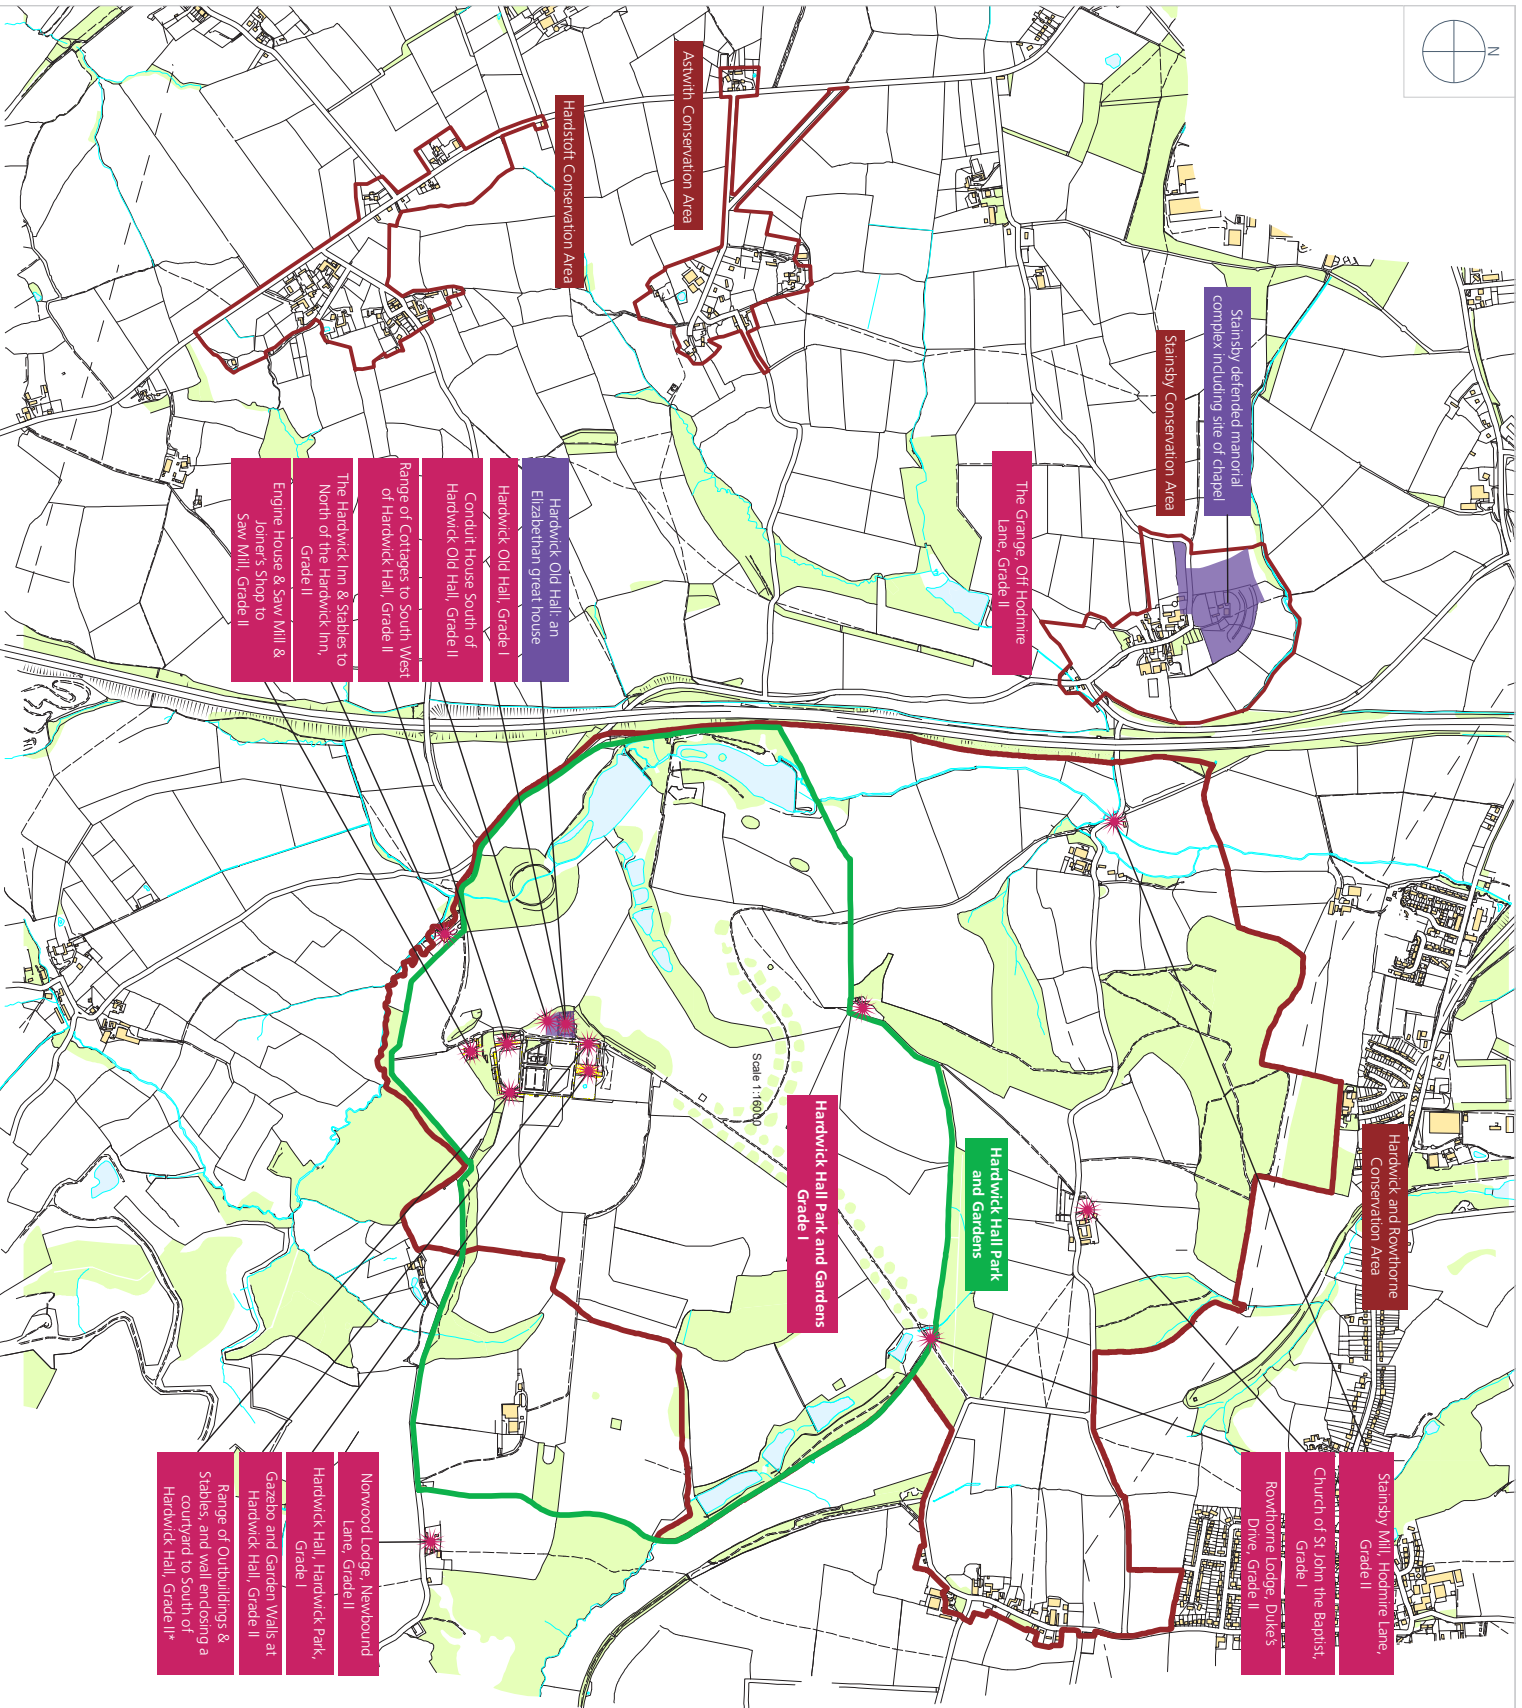 N
Astwith Conservation Area
Hardstoft Conservation Area
Stainsby defended manorial
complex including site of chapel
Stainsby Conservation Area
The Grange, Off Hodmire
Lane, Grade II
Hardwick Old Hall: an
Elizabethan great house
Hardwick Old Hall, Grade I
Conduit House South of
Hardwick Old Hall, Grade II
Range of Cottages to South West
of Hardwick Hall, Grade II
The Hardwick Inn & Stables to
North of the Hardwick Inn,
Grade II
Engine House & Saw Mill &
Joiner's Shop to
Saw Mill, Grade II
Scale 1:16000
Hardwick and Rowthorne
Conservation Area
Hardwick Hall Park
and Gardens
Hardwick Hall Park and Gardens
Grade I
Stainsby Mill, Hodmire Lane,
Grade II
Church of St John the Baptist,
Grade I
Rowthorne Lodge, Duke's
Drive, Grade II
Norwood Lodge, Newbound
Lane, Grade II
Hardwick Hall, Hardwick Park,
Grade I
Gazebo and Garden Walls at
Hardwick Hall, Grade II
Range of Outbuildings &
Stables, and wall enclosing a
courtyard to South of
Hardwick Hall, Grade II*